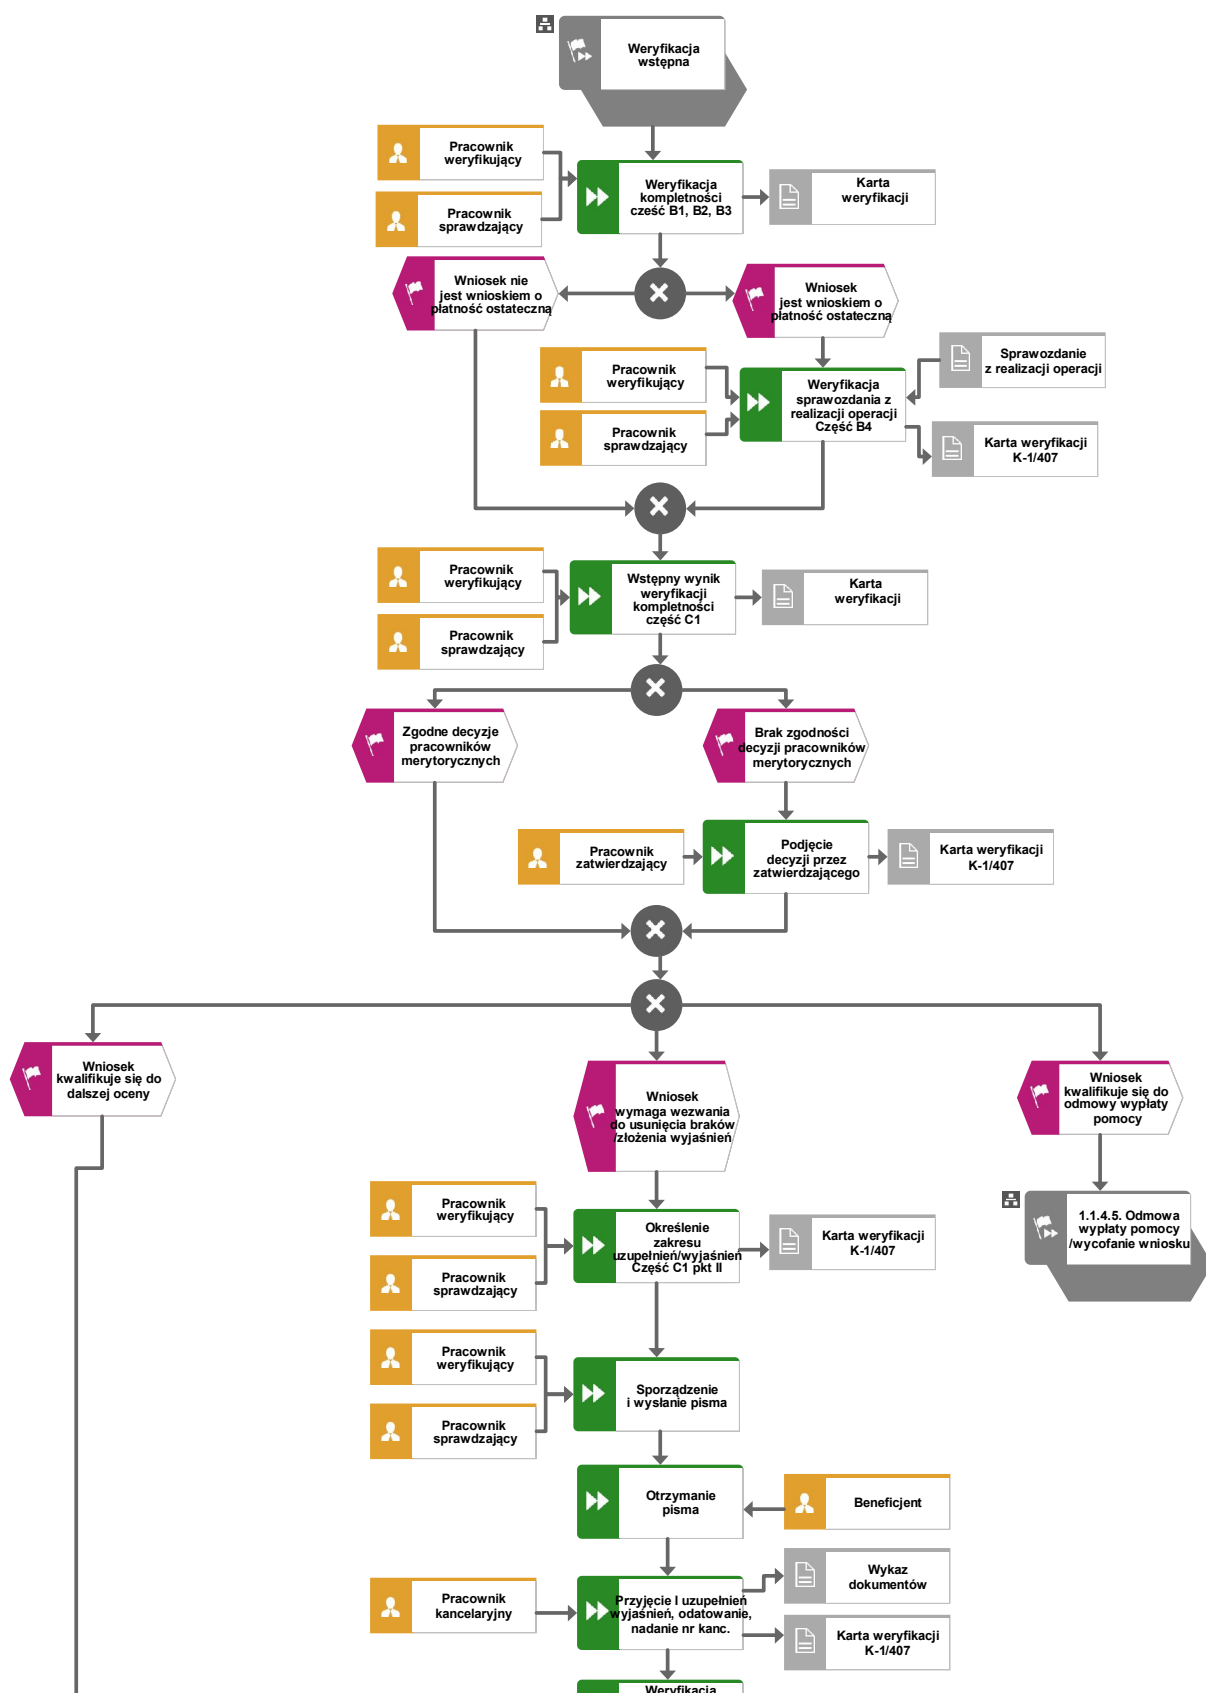 Weryfikacja
wstępna
Pracownik
weryfikujący
Weryfikacja
kompletności
cześć B1, B2, B3
Karta
weryfikacji
Pracownik
sprawdzający
Wniosek nie
jest wnioskiem o
płatność ostateczną
Wniosek
jest wnioskiem o
płatność ostateczną
Sprawozdanie
z realizacji operacji
Pracownik
weryfikujący
Weryfikacja
sprawozdania z
realizacji operacji
Część B4
Pracownik
sprawdzający
Karta weryfikacji
K-1/407
Pracownik
weryfikujący
Wstępny wynik
weryfikacji
kompletności
część C1
Karta
weryfikacji
Pracownik
sprawdzający
Zgodne decyzje
pracowników
merytorycznych
Brak zgodności
decyzji pracowników
merytorycznych
Pracownik
zatwierdzający
Podjęcie
decyzji przez
zatwierdzającego
Karta weryfikacji
K-1/407
Wniosek
kwalifikuje się do
dalszej oceny
Wniosek
wymaga wezwania
do usunięcia braków
/złożenia wyjaśnień
Wniosek
kwalifikuje się do
odmowy wypłaty
pomocy
Pracownik
weryfikujący
Określenie
zakresu
uzupełnień/wyjaśnień
Część C1 pkt II
Karta weryfikacji
K-1/407
1.1.4.5. Odmowa
wypłaty pomocy
/wycofanie wniosku
Pracownik
sprawdzający
Pracownik
weryfikujący
Sporządzenie
i wysłanie pisma
Pracownik
sprawdzający
Otrzymanie
pisma
Beneficjent
Wykaz
dokumentów
Pracownik
kancelaryjny
Przyjęcie I uzupełnień
wyjaśnień, odatowanie,
nadanie nr kanc.
Karta weryfikacji
K-1/407
Weryfikacja